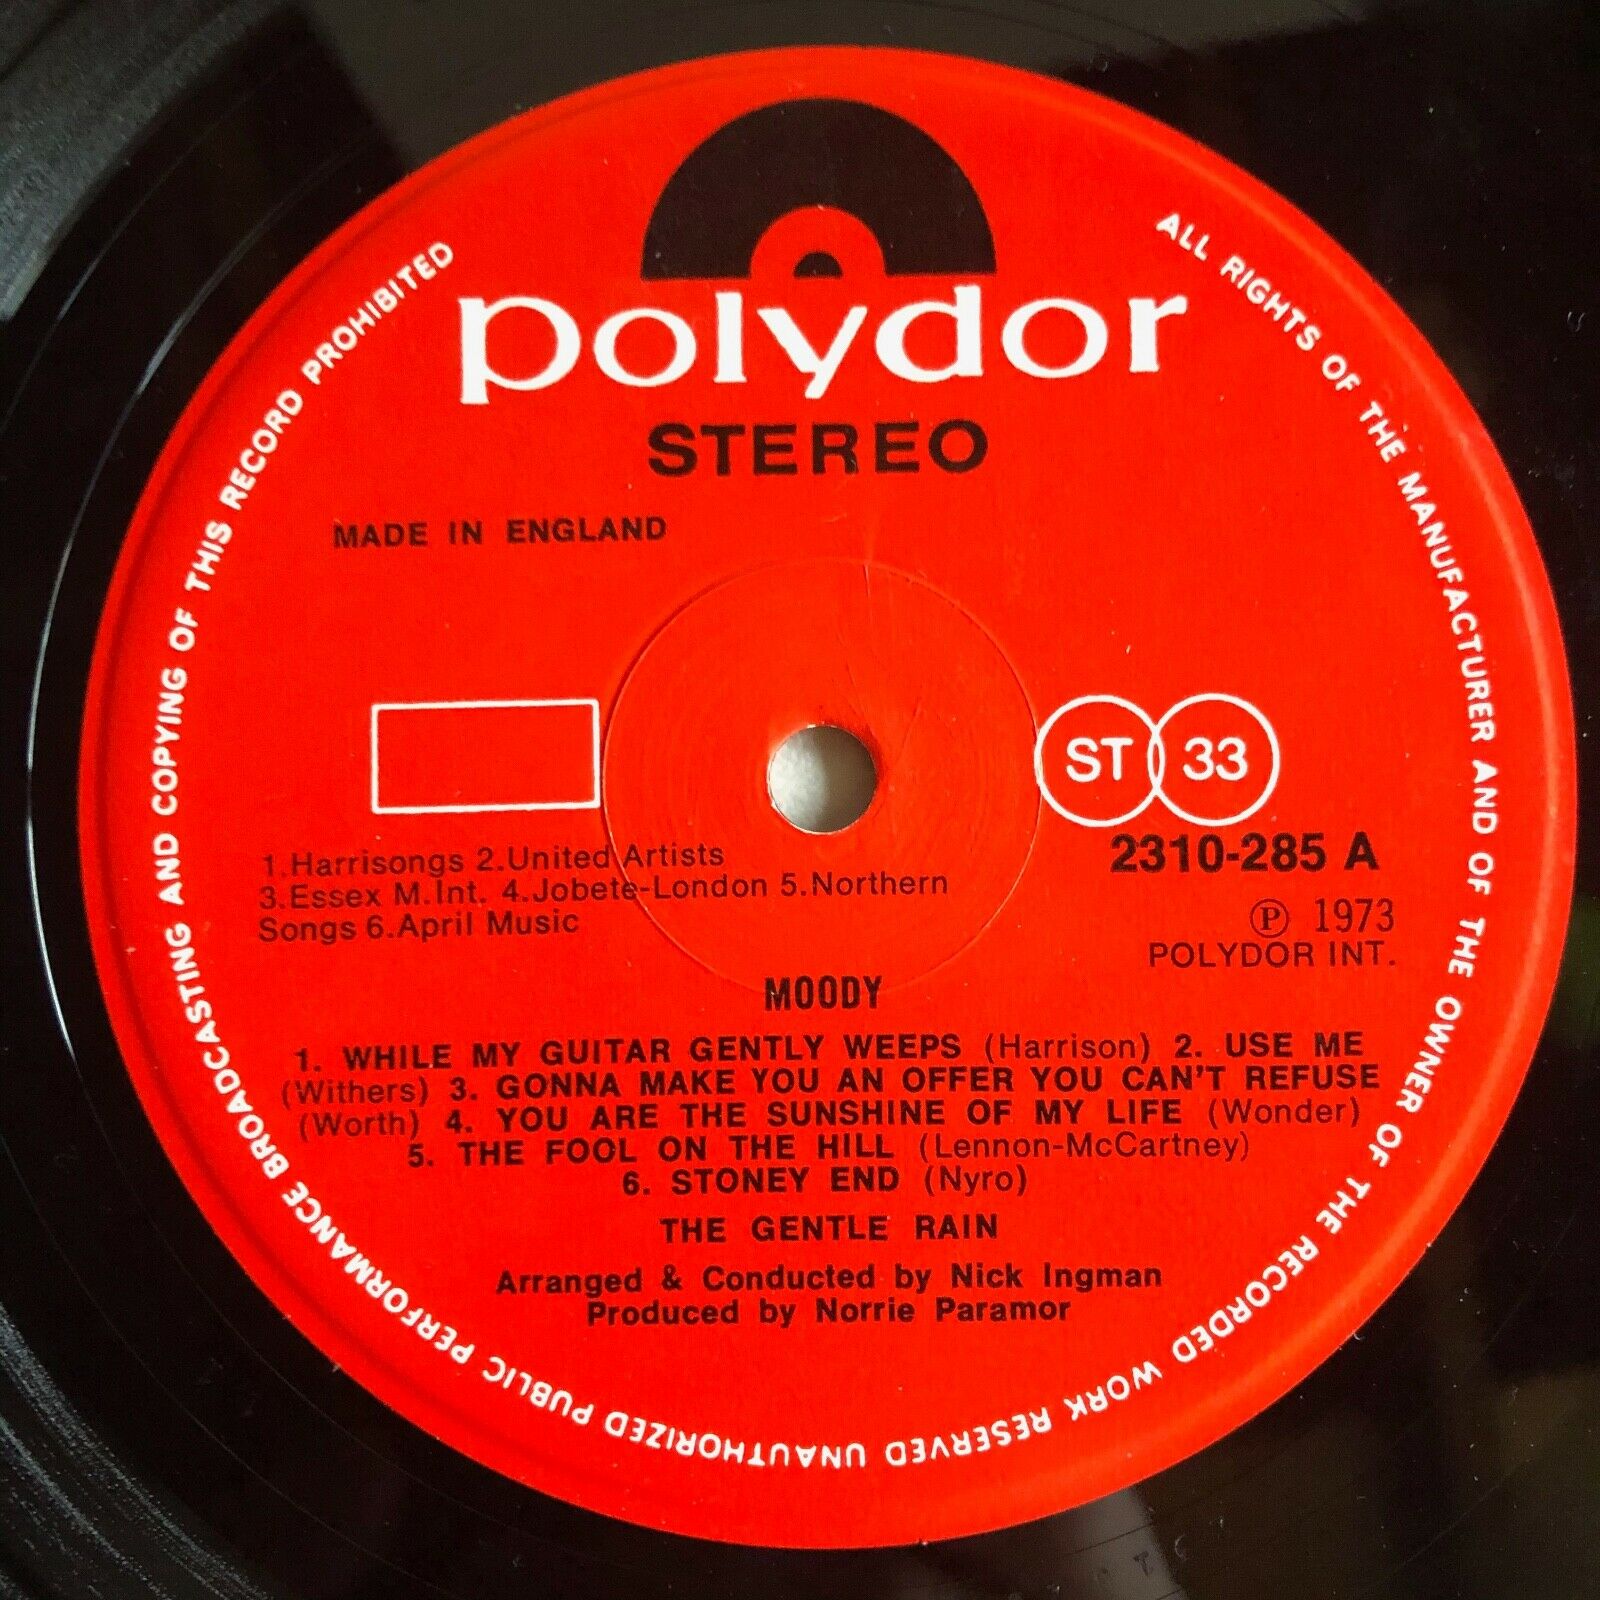 polydor
STEREO
MADE IN ENGLAND
ST 33
2310-285 A
℗ 1973
POLYDOR INT.
1.Harrisongs 2.United Artists
3.Essex M.Int. 4.Jobete-London 5.Northern
Songs 6.April Music
MOODY
1. WHILE MY GUITAR GENTLY WEEPS (Harrison) 2. USE ME
(Withers) 3. GONNA MAKE YOU AN OFFER YOU CAN'T REFUSE
(Worth) 4. YOU ARE THE SUNSHINE OF MY LIFE (Wonder)
5. THE FOOL ON THE HILL (Lennon-McCartney)
6. STONEY END (Nyro)
THE GENTLE RAIN
Arranged & Conducted by Nick Ingman
Produced by Norrie Paramor
ALL RIGHTS OF THE MANUFACTURER AND OF THE OWNER OF THE RECORDED WORK RESERVED UNAUTHORIZED PUBLIC PERFORMANCE BROADCASTING AND COPYING OF THIS RECORD PROHIBITED